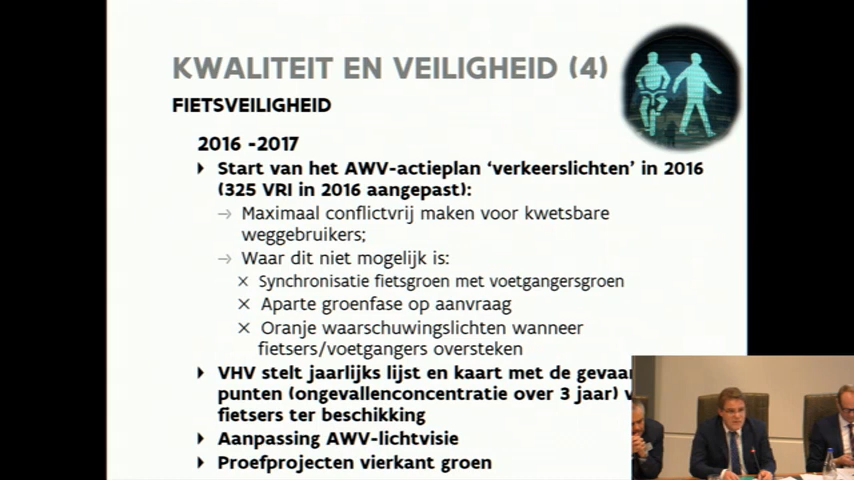 KWALITEIT EN VEILIGHEID (4)
FIETSVEILIGHEID
2016 -2017
Start van het AWV-actieplan ‘verkeerslichten’ in 2016
(325 VRI in 2016 aangepast):
→ Maximaal conflictvrij maken voor kwetsbare
weggebruikers;
→ Waar dit niet mogelijk is:
× Synchronisatie fietsgroen met voetgangersgroen
× Aparte groenfase op aanvraag
× Oranje waarschuwingslichten wanneer
fietsers/voetgangers oversteken
VHV stelt jaarlijks lijst en kaart met de
punten (ongevallenconcentratie over 3 jaar)
fietsers ter beschikking
Aanpassing AWV-lichtvisie
Proefprojecten vierkant groen